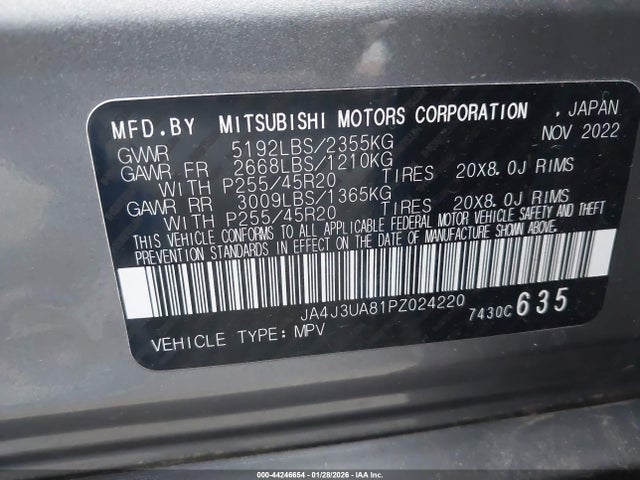 MFD.BY MITSUBISHI MOTORS CORPORATION , JAPAN
NOV 2022
GVWR 5192LBS/2355KG
GAWR FR 2668LBS/1210KG
WITH P255/45R20 TIRES 20X8.0J RIMS
GAWR RR 3009LBS/1365KG
WITH P255/45R20 TIRES 20X8.0J RIMS
THIS VEHICLE CONFORMS TO ALL APPLICABLE FEDERAL MOTOR VEHICLE SAFETY AND THEFT
PREVENTION STANDARDS IN EFFECT ON THE DATE OF MANUFACTURE SHOWN ABOVE.
JA4J3UA81PZ024220
7430C 635
VEHICLE TYPE: MPV
000-44246654 | 01/28/2026 | IAA Inc.